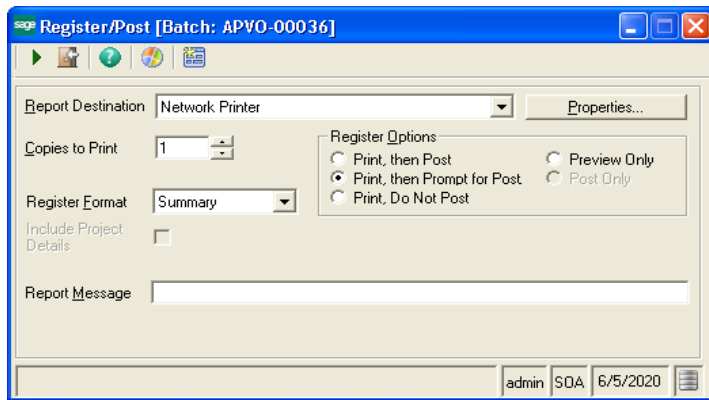 sage Register/Post [Batch: APVO-00036]
Report Destination Network Printer Properties...
Copies to Print 1
Register Options
Print, then Post Preview Only
Print, then Prompt for Post Post Only
Print, Do Not Post
Register Format Summary
Include Project
Details
Report Message
admin SOA 6/5/2020